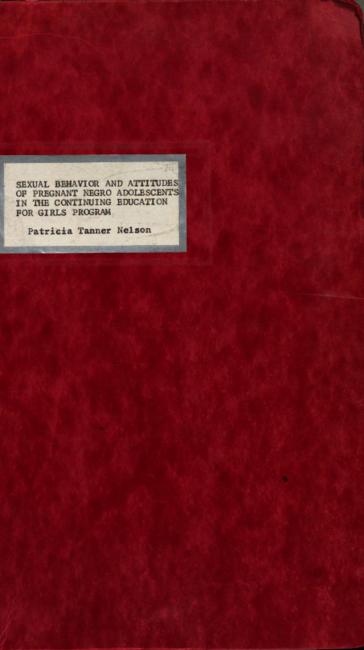 SEXUAL BEHAVIOR AND ATTITUDES
OF PREGNANT NEGRO ADOLESCENTS
IN THE CONTINUING EDUCATION
FOR GIRLS PROGRAM
Patricia Tanner Nelson